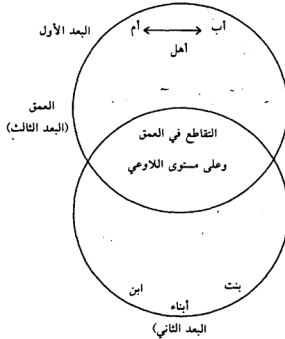 البعد الأول
أم ⟷ أب
أهل
العمق
(البعد الثالث)
التقاطع في العمق
وعلى مستوى اللاوعي
ابن
بنت
أبناء
البعد الثاني)